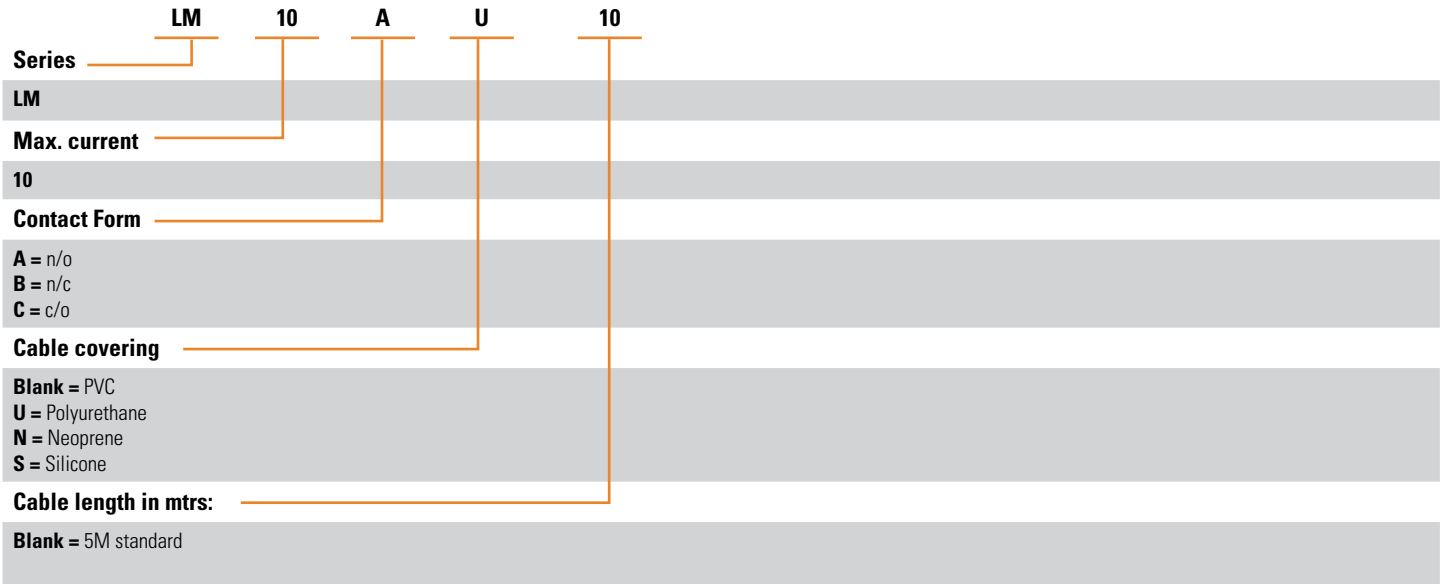 LM 10 A U 10
Series
LM
Max. current
10
Contact Form
A = n/o
B = n/c
C = c/o
Cable covering
Blank = PVC
U = Polyurethane
N = Neoprene
S = Silicone
Cable length in mtrs:
Blank = 5M standard